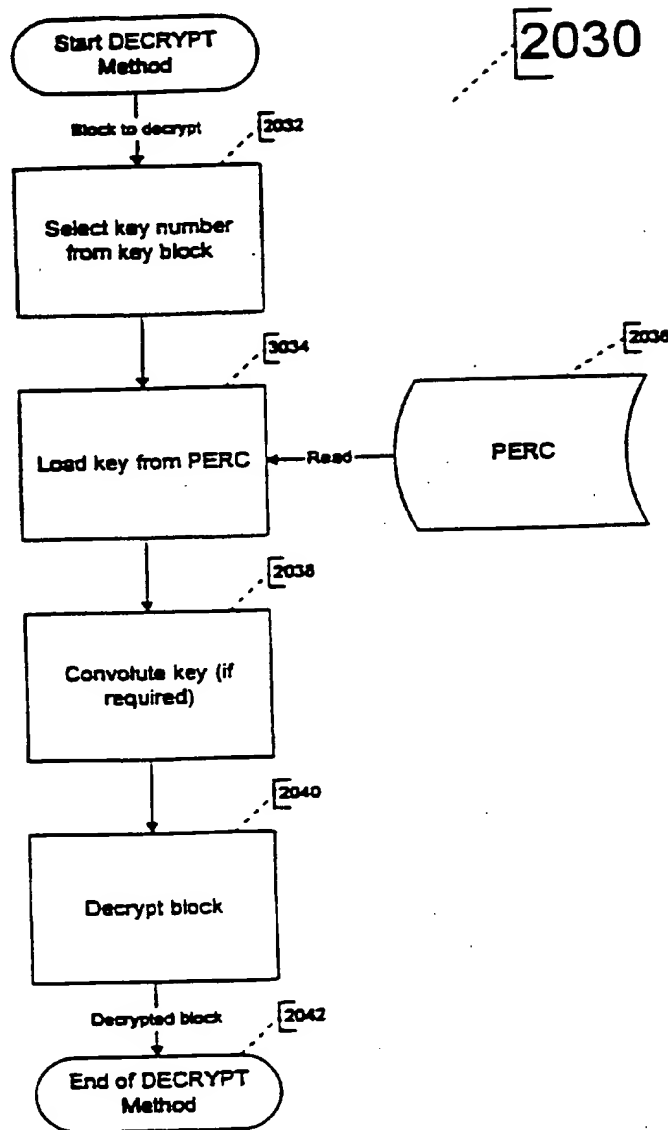 2030
Start DECRYPT
Method
Block to decrypt
2032
Select key number
from key block
3034
2036
Load key from PERC
Read
PERC
2038
Convolute key (if
required)
2040
Decrypt block
Decrypted block
2042
End of DECRYPT
Method